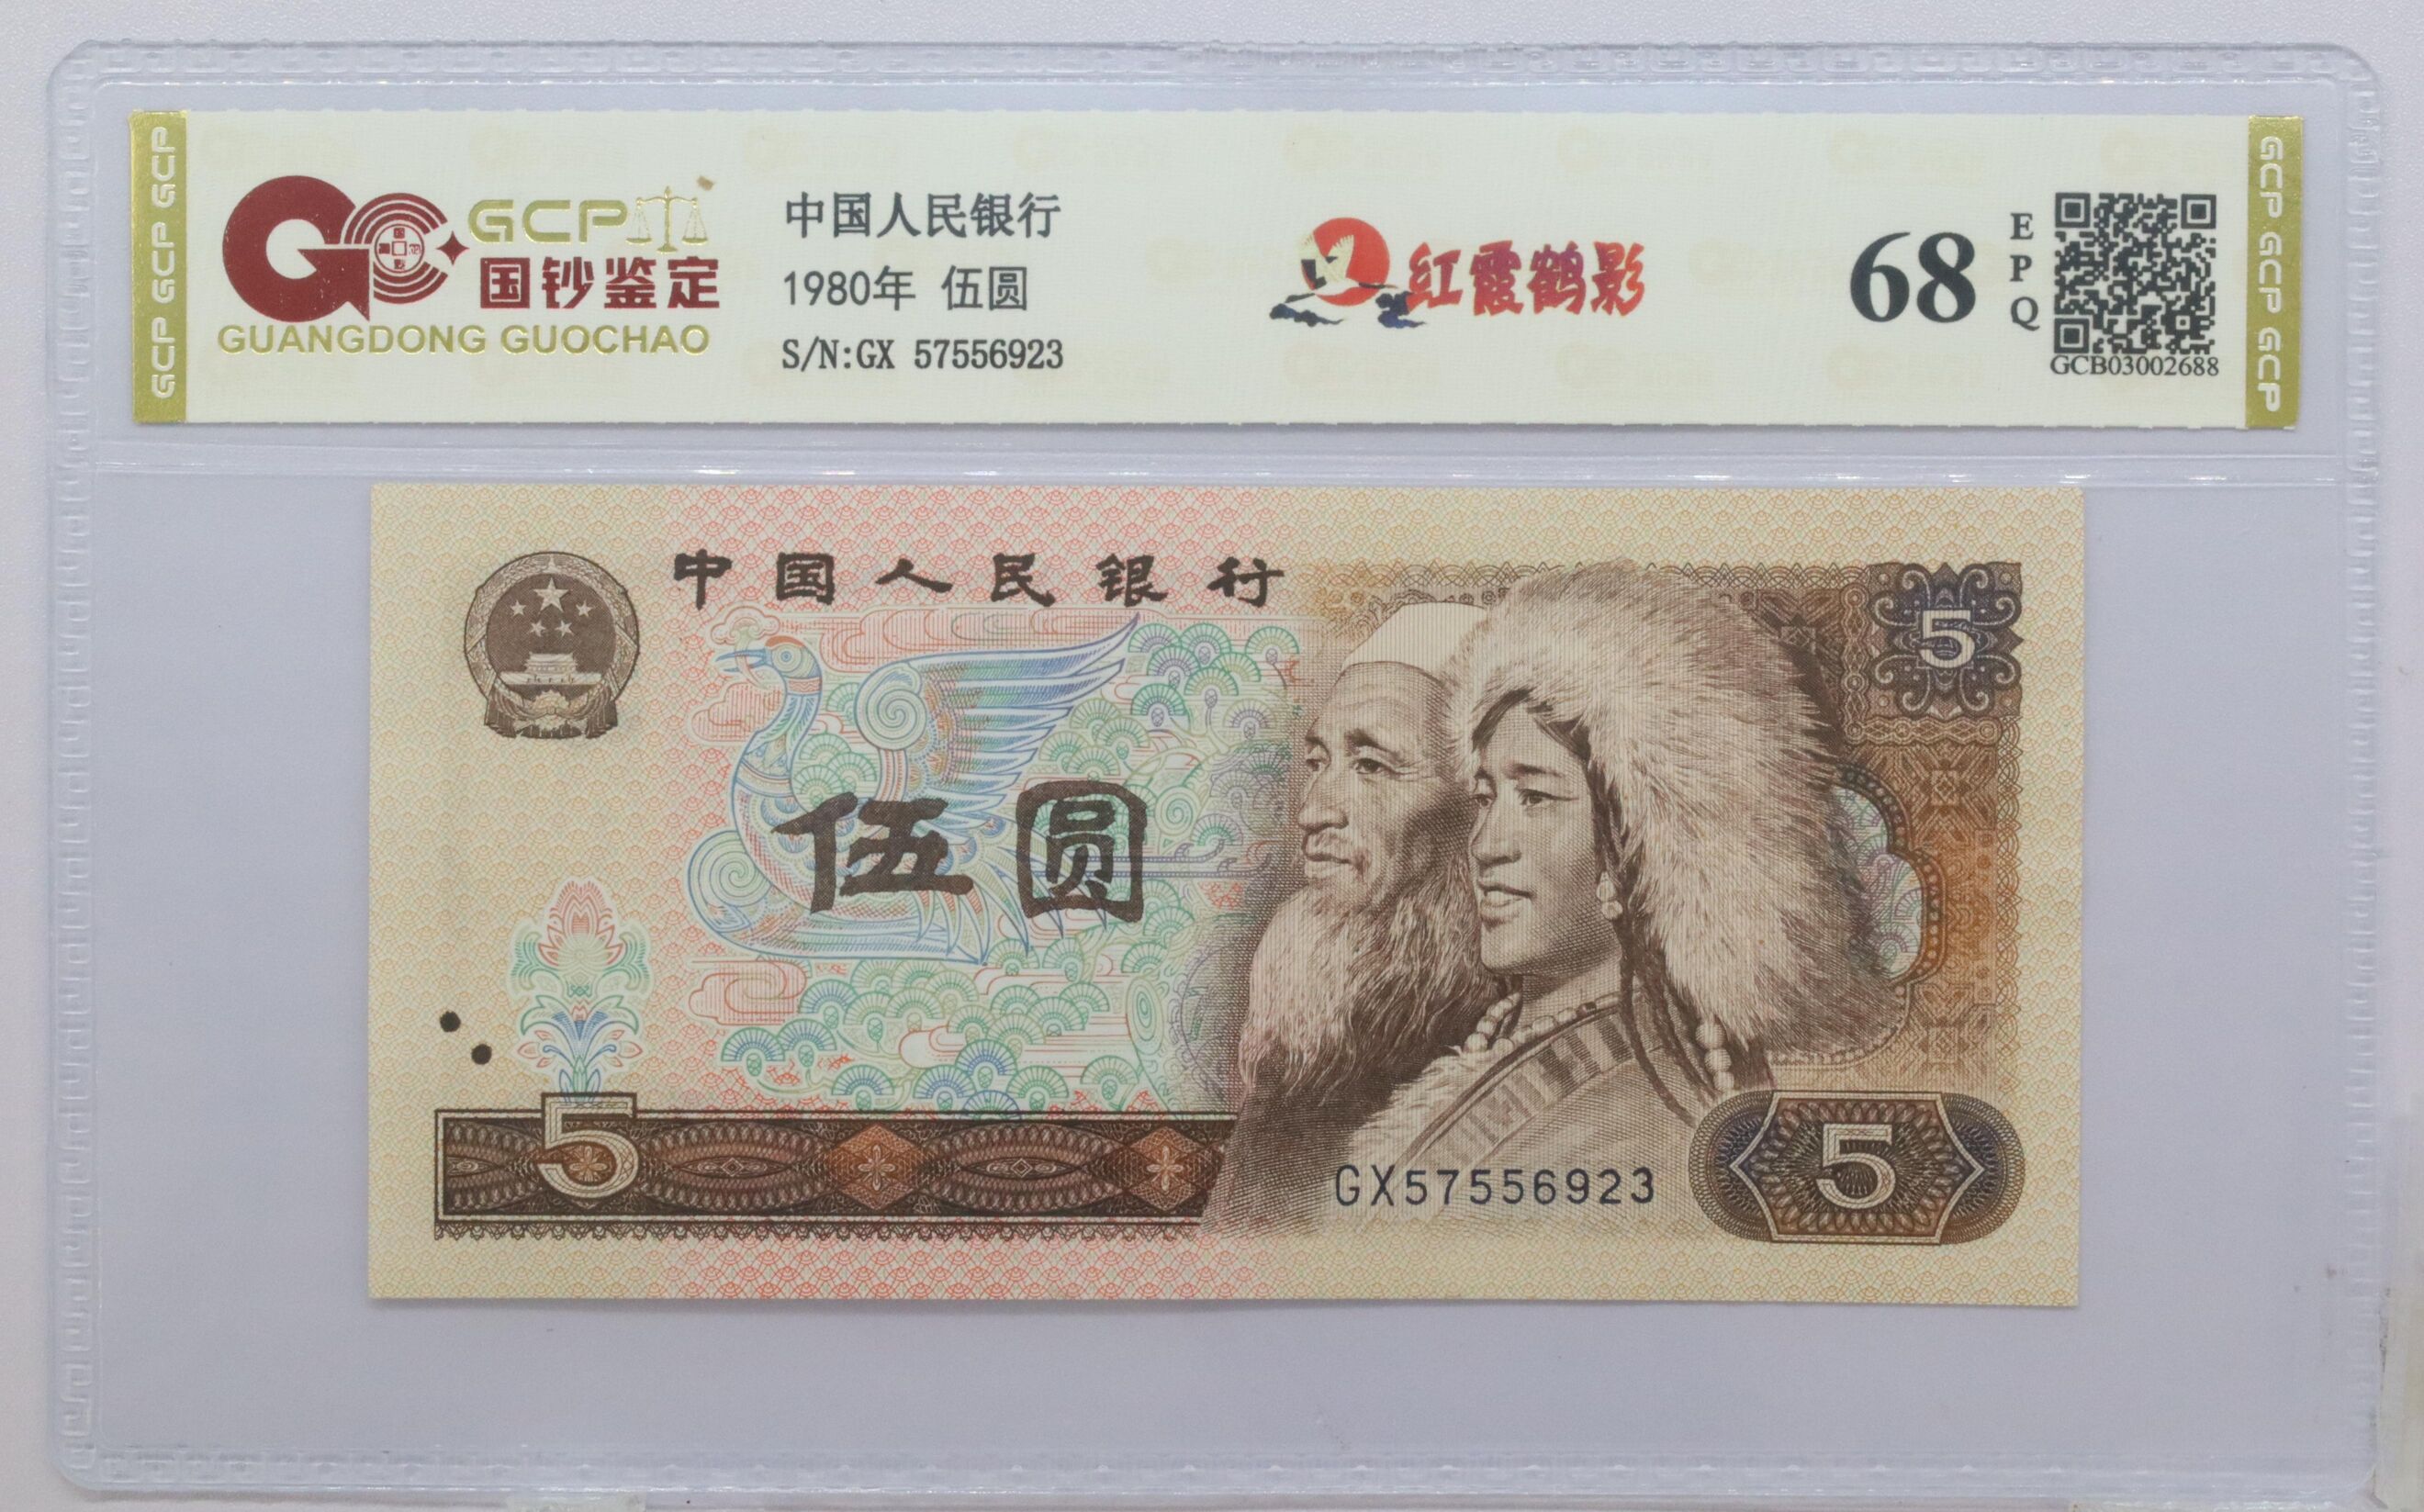 GCP GCP GCP
GCP
国钞鉴定
GUANGDONG GUOCHAO
中国人民银行
1980年 伍圆
S/N:GX 57556923
红霞鹤影
68
EPQ
GCB03002688
GCP GCP GCP
中国人民银行
5
伍圆
5
GX57556923
5